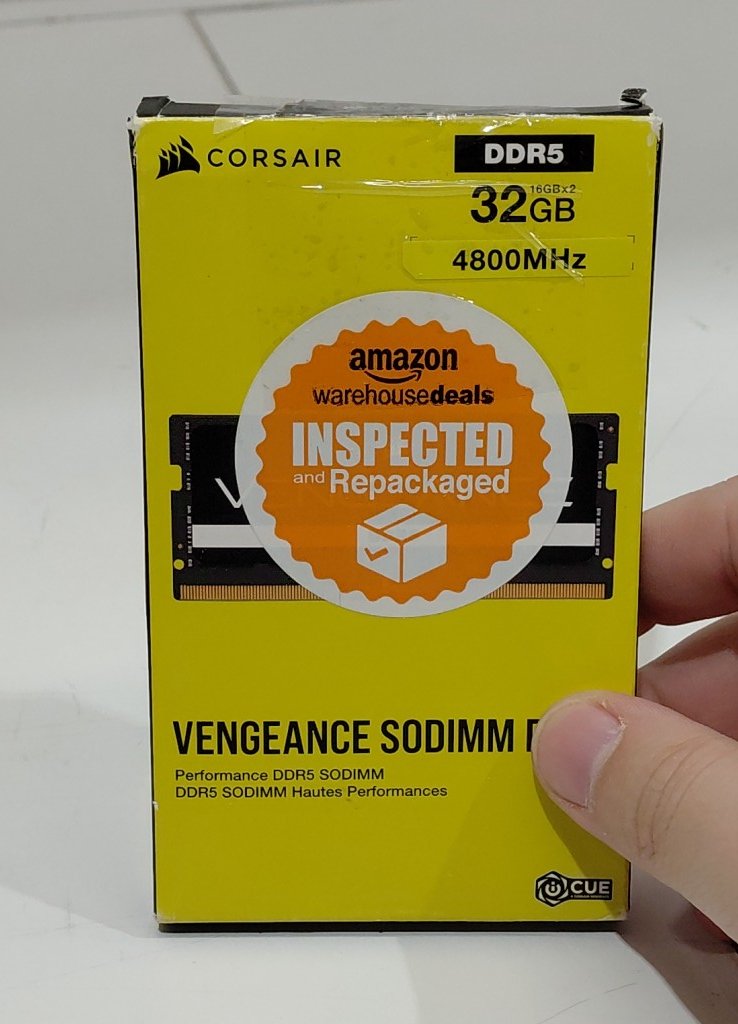 CORSAIR
DDR5
16GBx2
32GB
4800MHz
amazon
warehousedeals
INSPECTED
and Repackaged
VENGEANCE SODIMM
Performance DDR5 SODIMM
DDR5 SODIMM Hautes Performances
iCUE